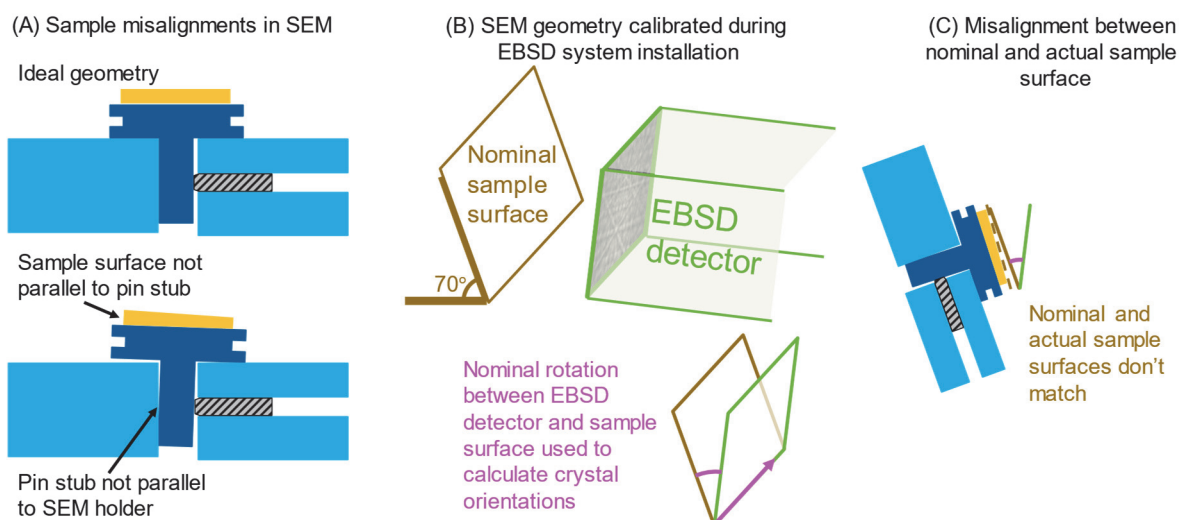 (A) Sample misalignments in SEM
Ideal geometry
Sample surface not
parallel to pin stub
Pin stub not parallel
to SEM holder
(B) SEM geometry calibrated during
EBSD system installation
Nominal
sample
surface
70°
EBSD
detector
Nominal rotation
between EBSD
detector and sample
surface used to
calculate crystal
orientations
(C) Misalignment between
nominal and actual sample
surface
Nominal and
actual sample
surfaces don't
match